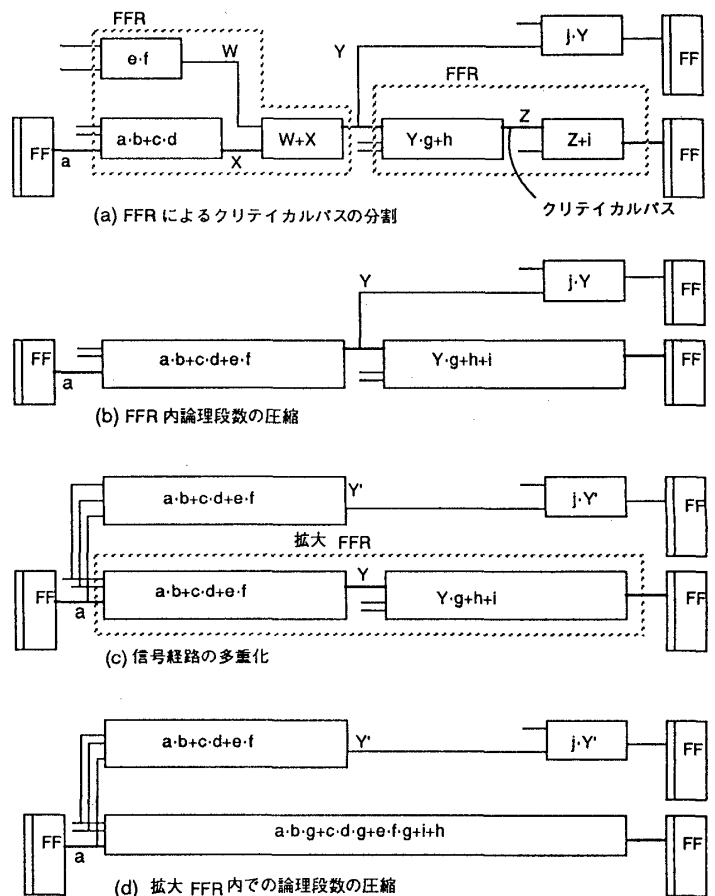 FFR
e·f
W
Y
j·Y
FF
FFR
FF
a
a·b+c·d
X
W+X
Y·g+h
Z
Z+i
FF
クリテイカルパス
(a) FFR によるクリテイカルパスの分割
Y
j·Y
FF
FF
a
a·b+c·d+e·f
Y·g+h+i
FF
(b) FFR 内論理段数の圧縮
a·b+c·d+e·f
Y'
j·Y'
FF
拡大 FFR
FF
a
a·b+c·d+e·f
Y
Y·g+h+i
FF
(c) 信号経路の多重化
a·b+c·d+e·f
Y'
j·Y'
FF
FF
a
a·b·g+c·d·g+e·f·g+i+h
FF
(d) 拡大 FFR 内での論理段数の圧縮